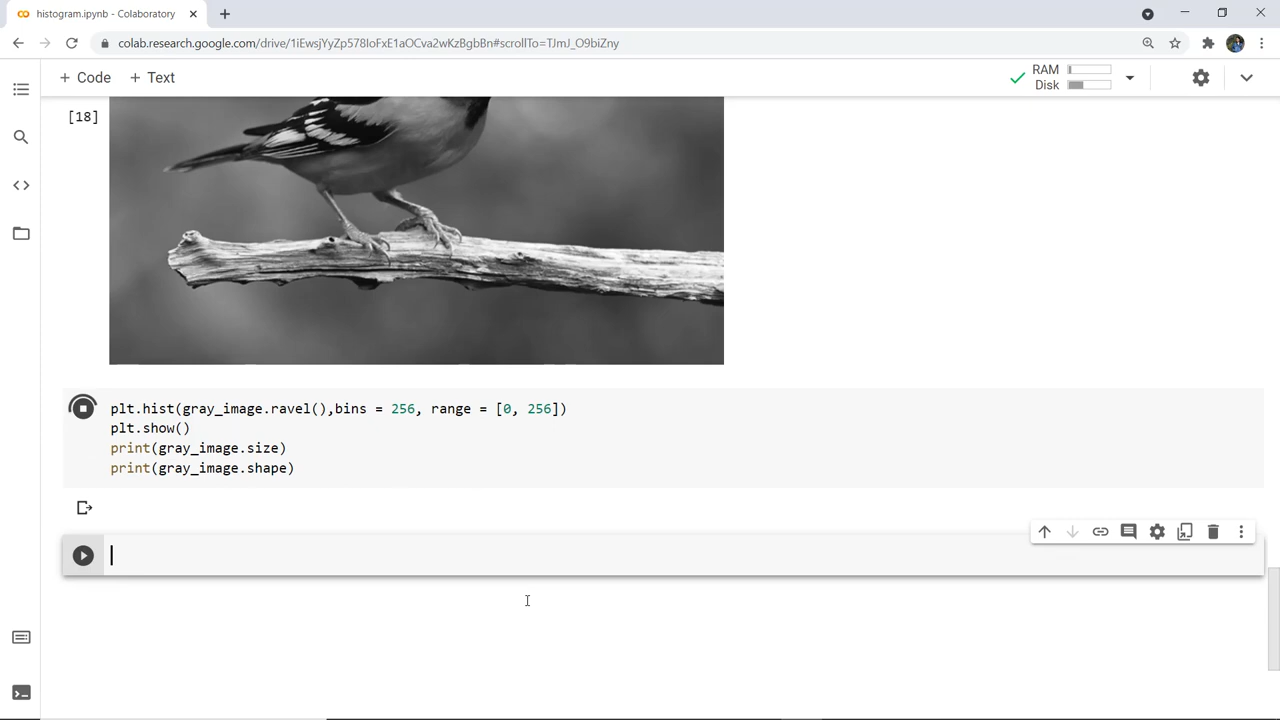 histogram.ipynb - Colaboratory
colab.research.google.com/drive/1iEwsjYyZp578IoFxE1aOCva2wKzBgbBn#scrollTo=TJmJ_O9biZny
+ Code + Text
RAM
Disk
[18]
plt.hist(gray_image.ravel(),bins = 256, range = [0, 256])
plt.show()
print(gray_image.size)
print(gray_image.shape)